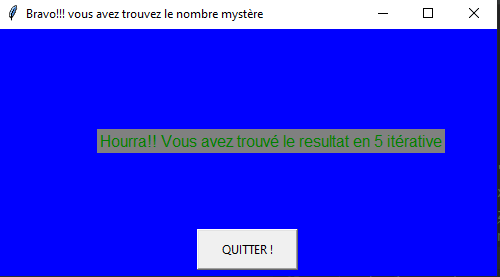 Bravo!!! vous avez trouvez le nombre mystère
Hourra!! Vous avez trouvé le resultat en 5 itérative
QUITTER !